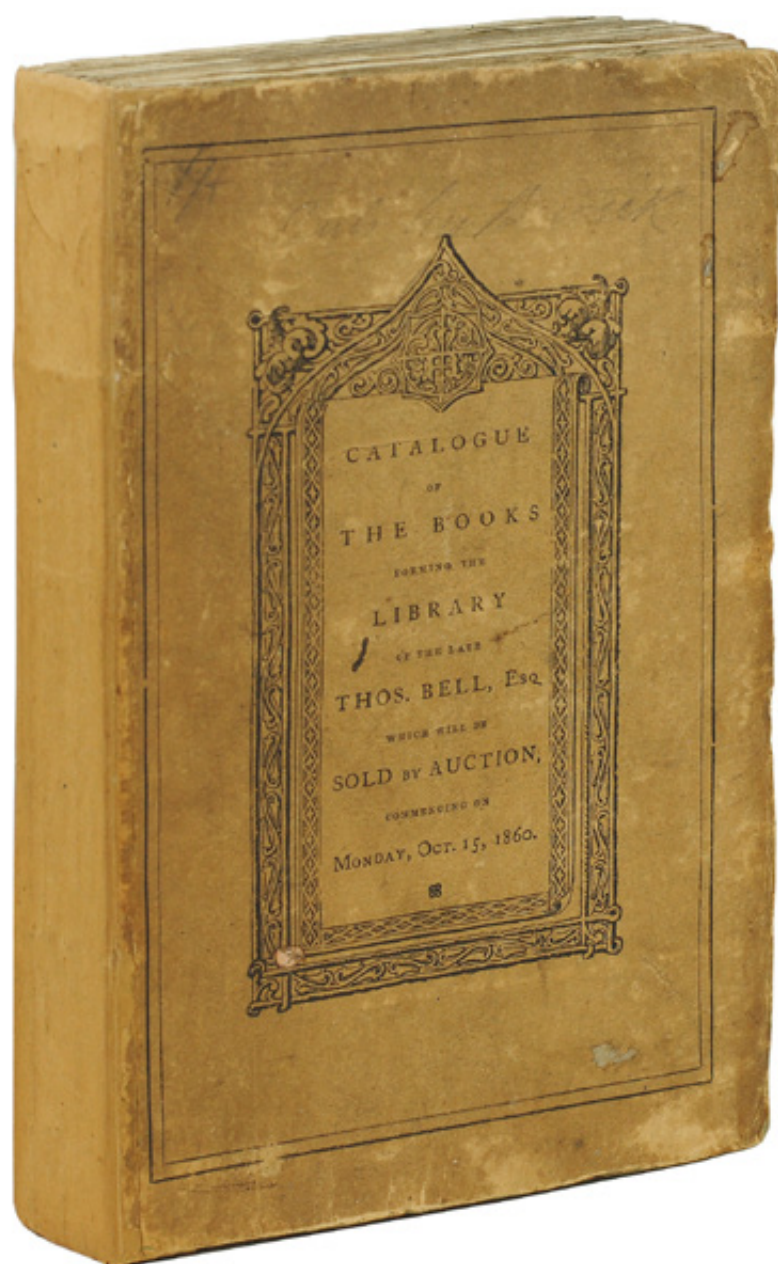 CATALOGUE
OF
THE BOOKS
FORMING THE
LIBRARY
OF THE LATE
THOS. BELL, ESQ.
WHICH WILL BE
SOLD BY AUCTION,
COMMENCING ON
MONDAY, OCT. 15, 1860.